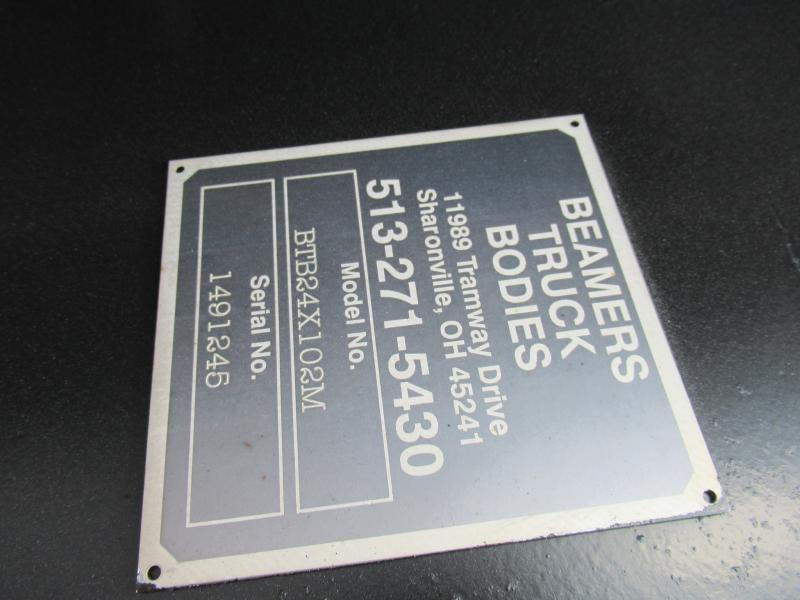 BEAMERS
TRUCK
BODIES
11989 Tramway Drive
Sharonville, OH 45241
513-271-5430
Model No.
BTB24X102M
Serial No.
1491245